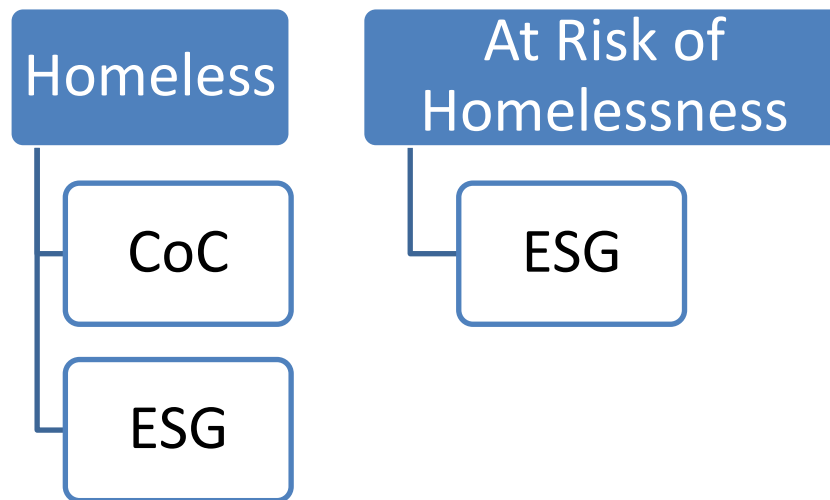 Homeless
CoC
ESG
At Risk of
Homelessness
ESG